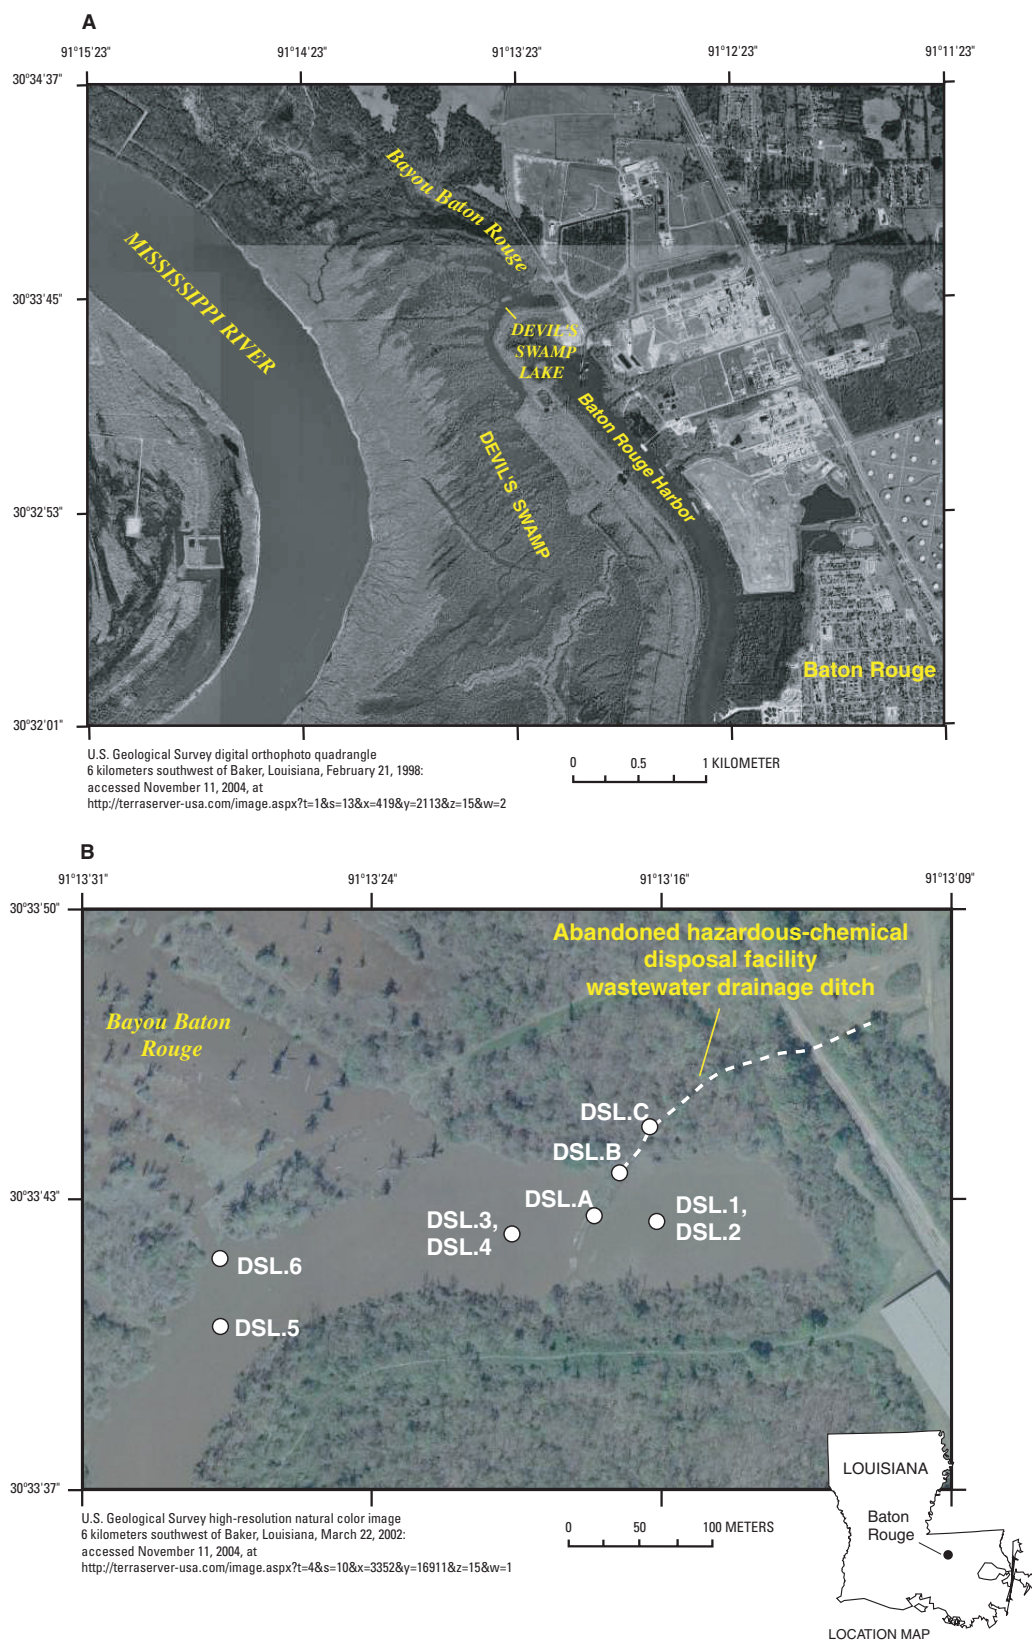 A
91°15'23"
91°14'23"
91°13'23"
91°12'23"
91°11'23"
30°34'37"
Bayou Baton Rouge
MISSISSIPPI RIVER
30°33'45"
DEVIL'S
SWAMP
LAKE
Baton Rouge Harbor
DEVIL'S SWAMP
30°32'53"
Baton Rouge
30°32'01"
U.S. Geological Survey digital orthophoto quadrangle
6 kilometers southwest of Baker, Louisiana, February 21, 1998:
accessed November 11, 2004, at
http://terraserver-usa.com/image.aspx?t=1&s=13&x=419&y=2113&z=15&w=2
0 0.5 1 KILOMETER
B
91°13'31"
91°13'24"
91°13'16"
91°13'09"
30°33'50"
Abandoned hazardous-chemical
disposal facility
wastewater drainage ditch
Bayou Baton
Rouge
DSL.C
DSL.B
30°33'43"
DSL.A
DSL.1,
DSL.2
DSL.3,
DSL.4
DSL.6
DSL.5
30°33'37"
U.S. Geological Survey high-resolution natural color image
6 kilometers southwest of Baker, Louisiana, March 22, 2002:
accessed November 11, 2004, at
http://terraserver-usa.com/image.aspx?t=4&s=10&x=3352&y=16911&z=15&w=1
0 50 100 METERS
LOUISIANA
Baton
Rouge
LOCATION MAP